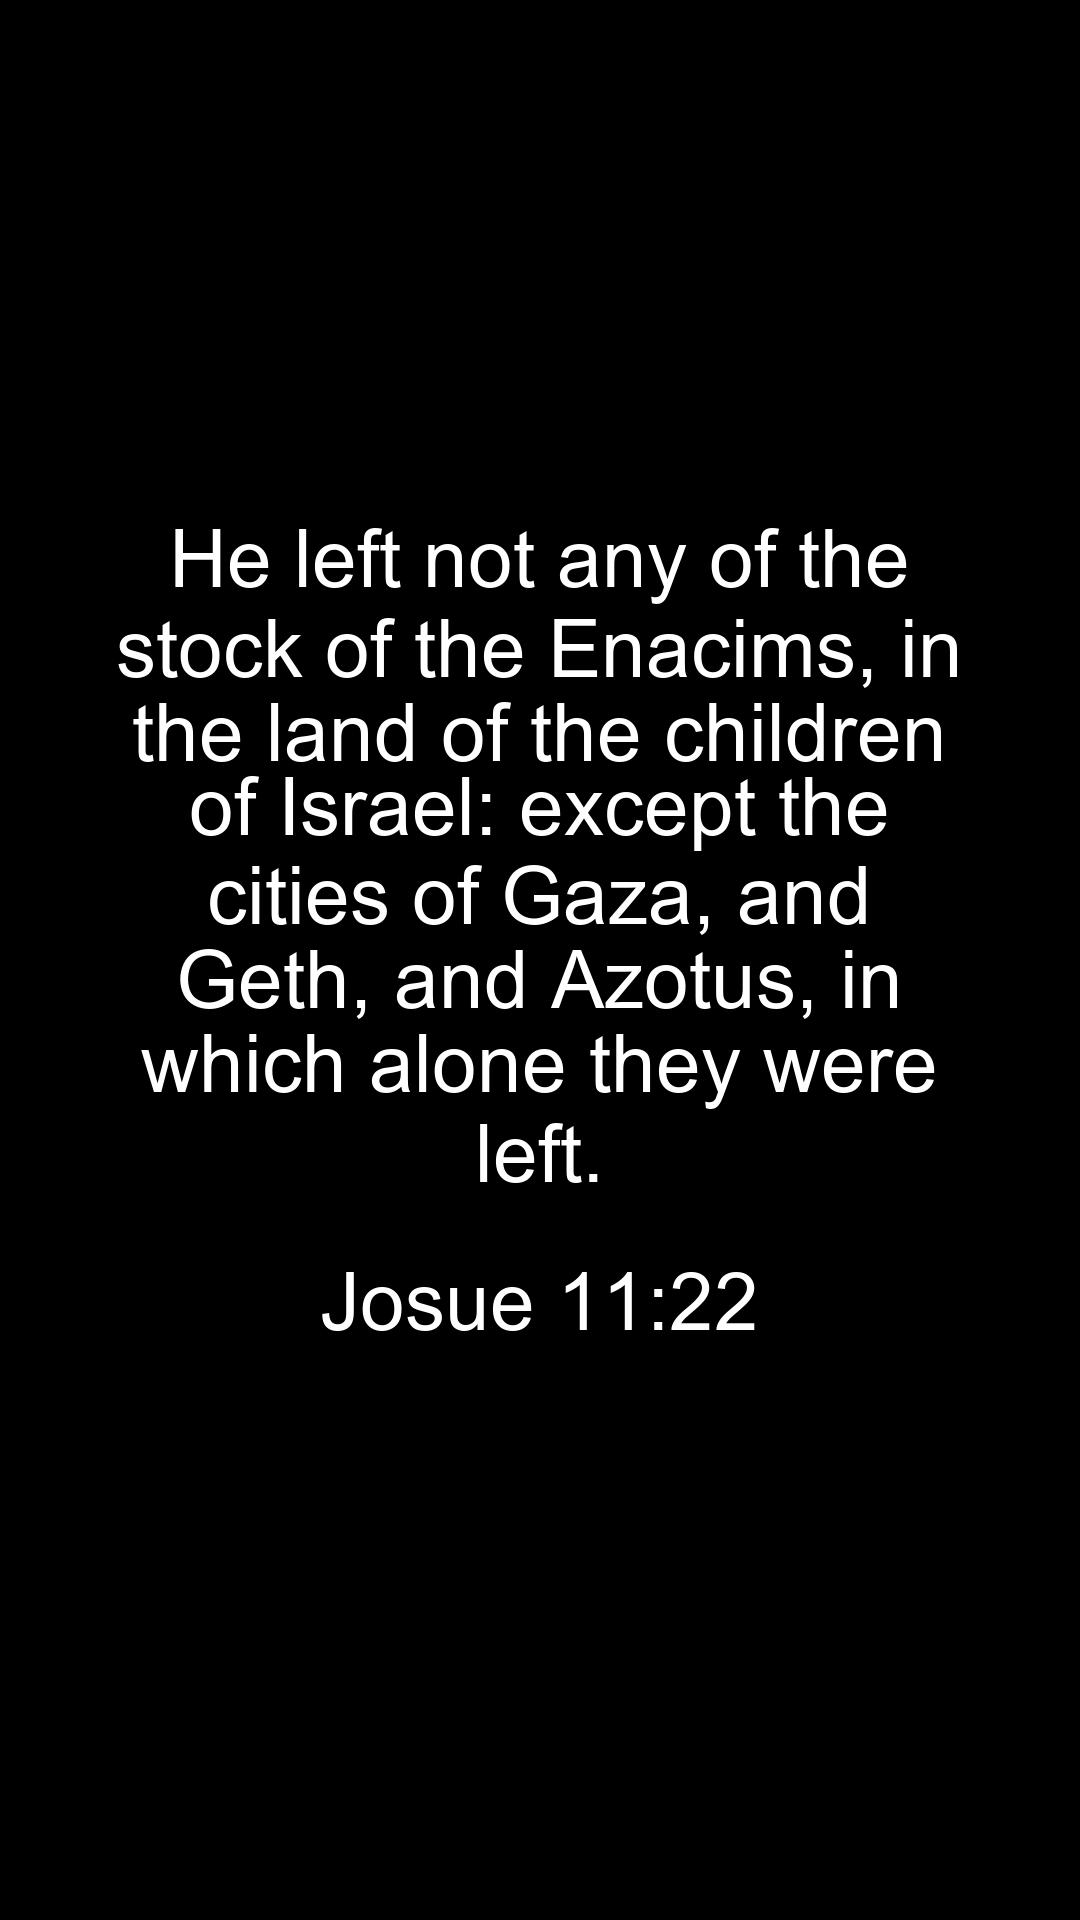 He left not any of the
stock of the Enacims, in
the land of the children
of Israel: except the
cities of Gaza, and
Geth, and Azotus, in
which alone they were
left.
Josue 11:22